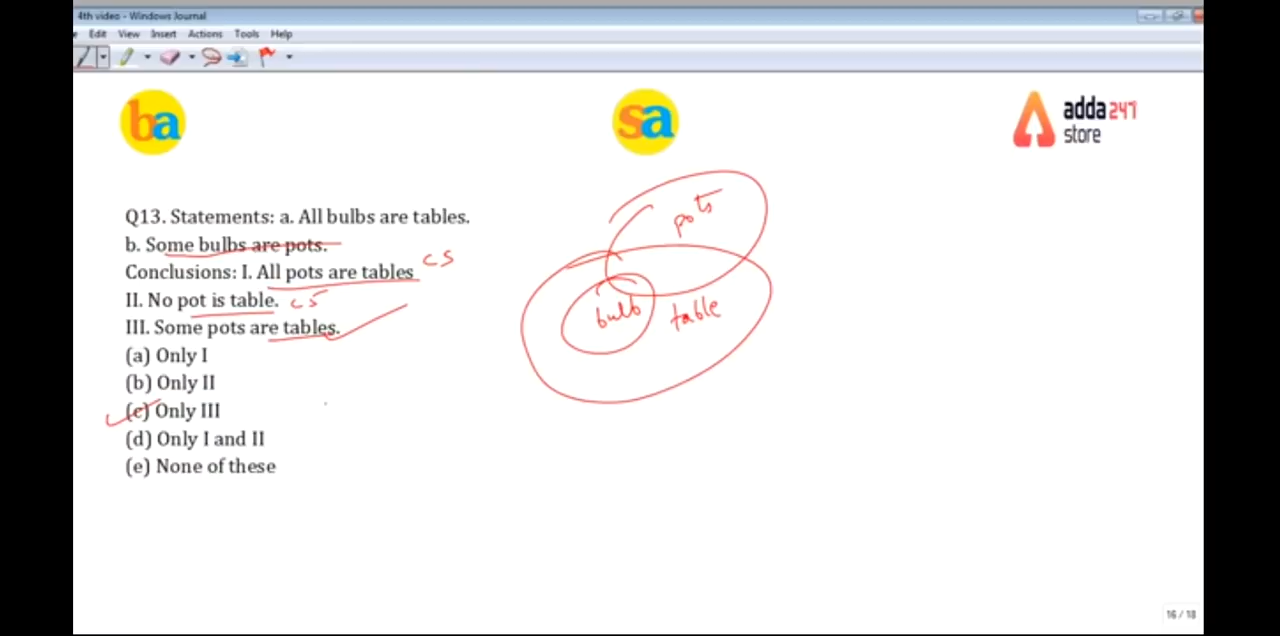 4th video - Windows Journal
Edit View Insert Actions Tools Help
ba
sa
adda247
store
Q13. Statements: a. All bulbs are tables.
b. Some bulbs are pots.
Conclusions: I. All pots are tables cs
II. No pot is table. cs
III. Some pots are tables.
(a) Only I
(b) Only II
(c) Only III
(d) Only I and II
(e) None of these
pots
bulb table
16 / 18